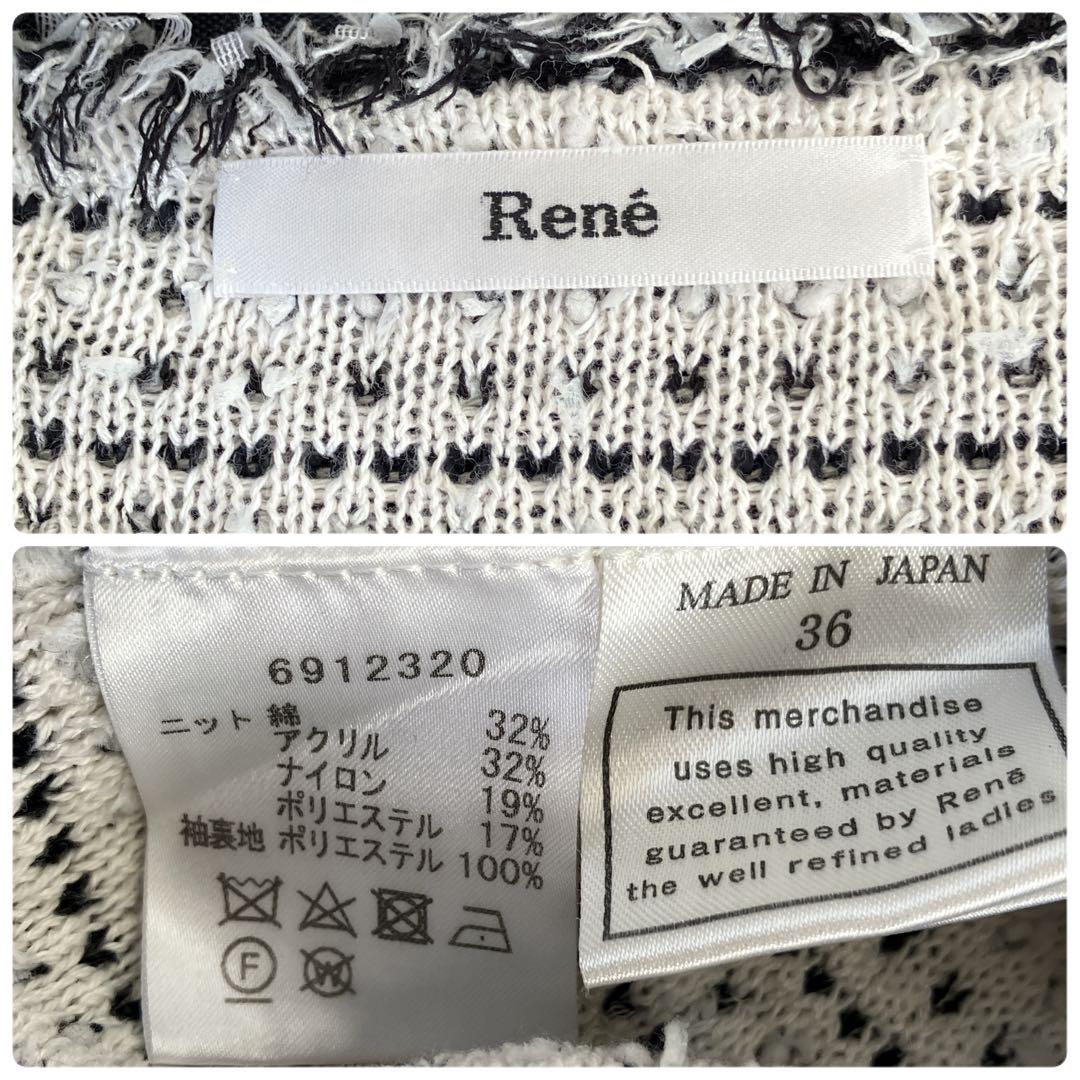 René
6912320
ニット 綿 32%
アクリル 32%
ナイロン 19%
ポリエステル 17%
袖裏地 ポリエステル 100%
F
W
MADE IN JAPAN
36
This merchandise
uses high quality
excellent, materials
guaranteed by Renē
the well refined ladies